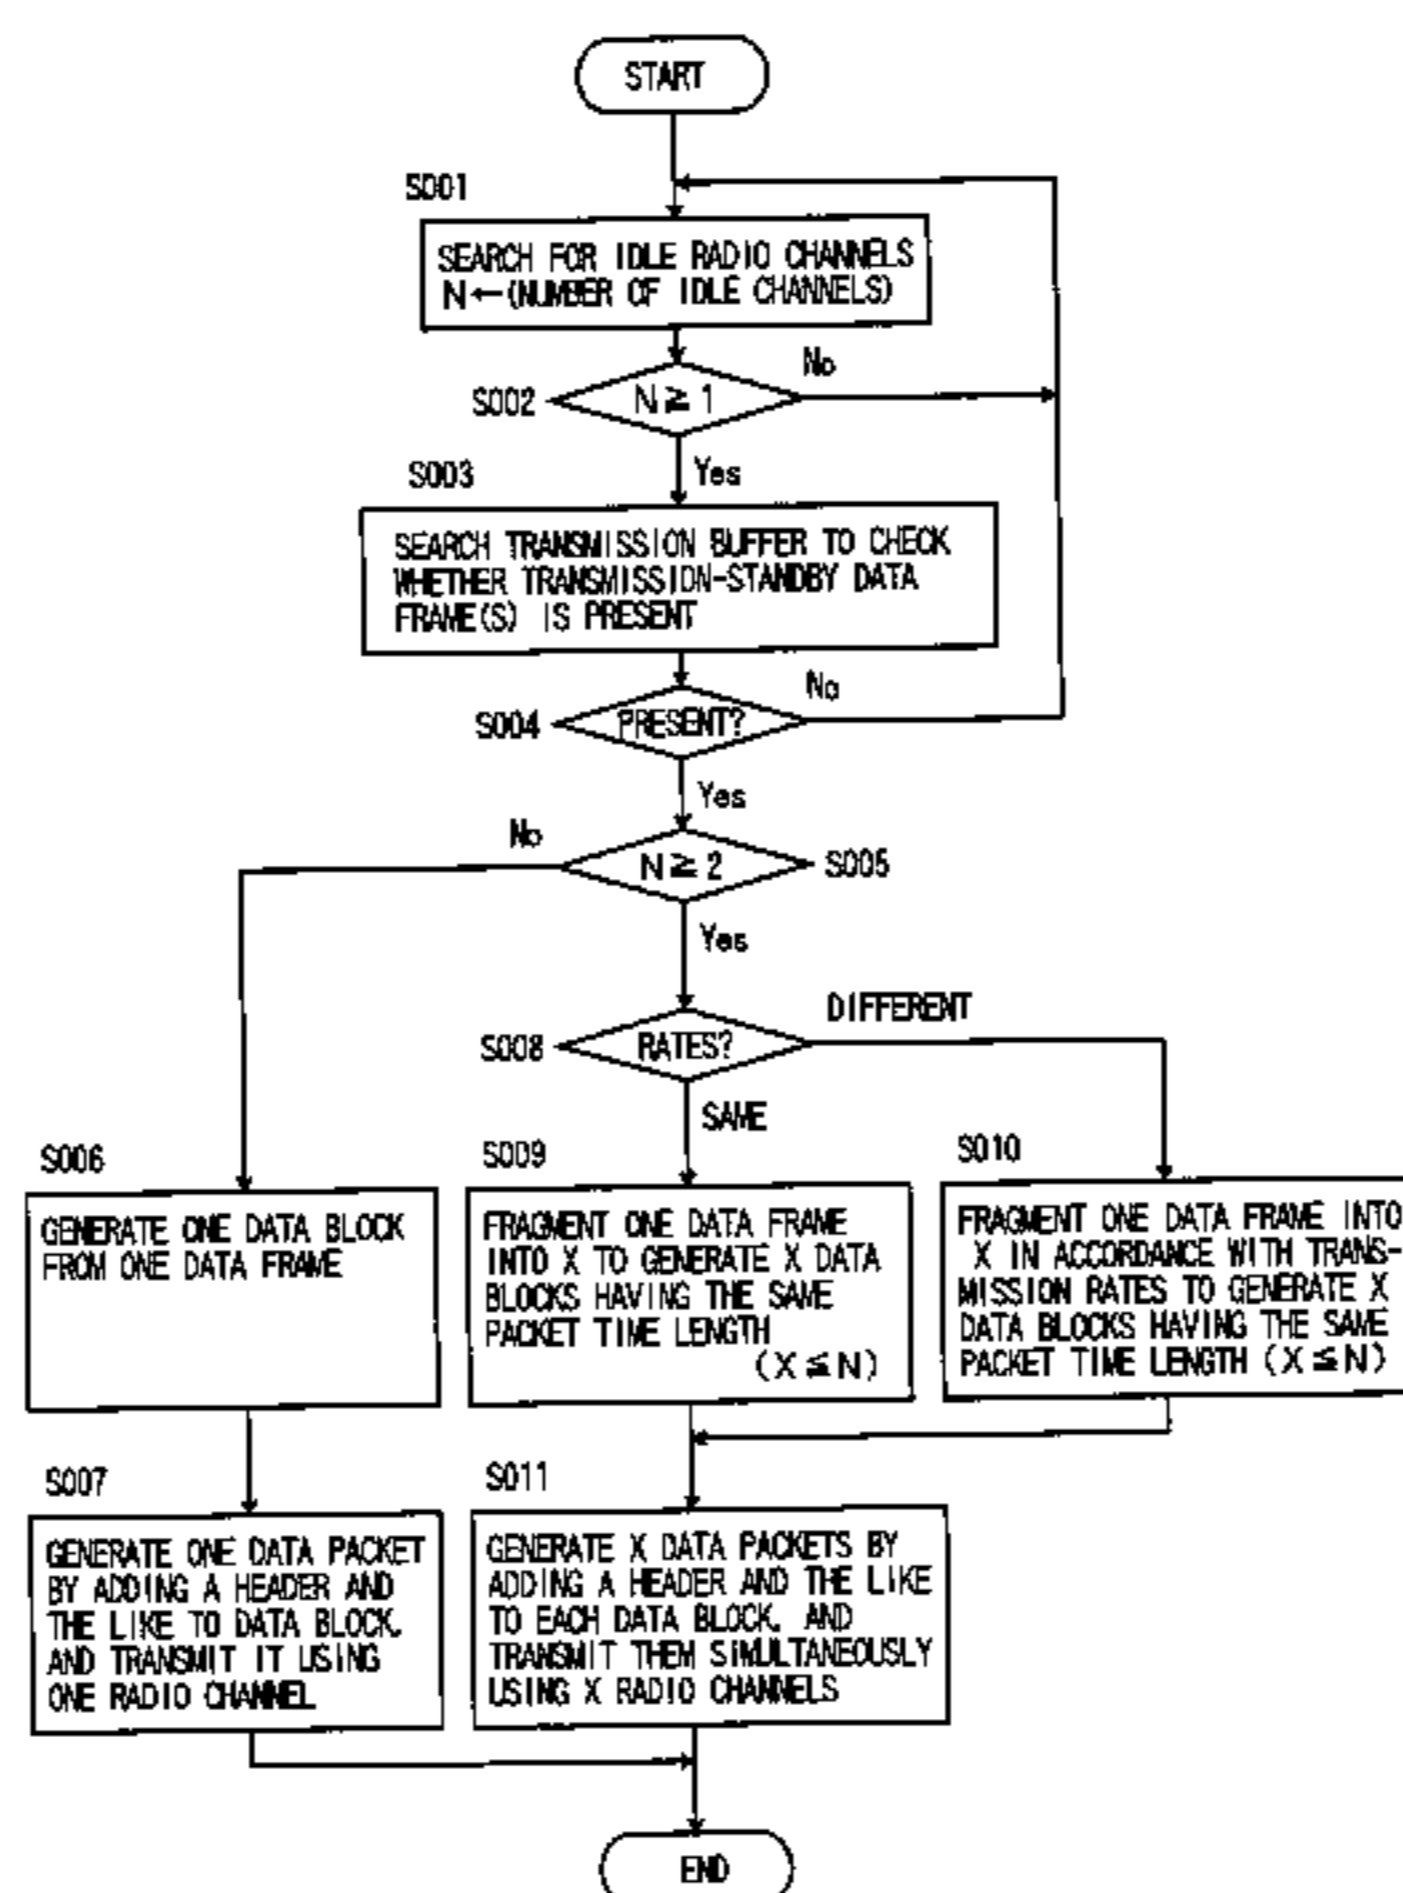 START
S001
SEARCH FOR IDLE RADIO CHANNELS
N←(NUMBER OF IDLE CHANNELS)
No
S002
N≧1
Yes
S003
SEARCH TRANSMISSION BUFFER TO CHECK
WHETHER TRANSMISSION-STANDBY DATA
FRAME(S) IS PRESENT
No
S004
PRESENT?
Yes
No
N≧2
S005
Yes
DIFFERENT
S008
RATES?
SAME
S006
GENERATE ONE DATA BLOCK
FROM ONE DATA FRAME
S009
FRAGMENT ONE DATA FRAME
INTO X TO GENERATE X DATA
BLOCKS HAVING THE SAME
PACKET TIME LENGTH
(X≦N)
S010
FRAGMENT ONE DATA FRAME INTO
X IN ACCORDANCE WITH TRANS-
MISSION RATES TO GENERATE X
DATA BLOCKS HAVING THE SAME
PACKET TIME LENGTH (X≦N)
S007
GENERATE ONE DATA PACKET
BY ADDING A HEADER AND
THE LIKE TO DATA BLOCK,
AND TRANSMIT IT USING
ONE RADIO CHANNEL
S011
GENERATE X DATA PACKETS BY
ADDING A HEADER AND THE LIKE
TO EACH DATA BLOCK, AND
TRANSMIT THEM SIMULTANEOUSLY
USING X RADIO CHANNELS
END